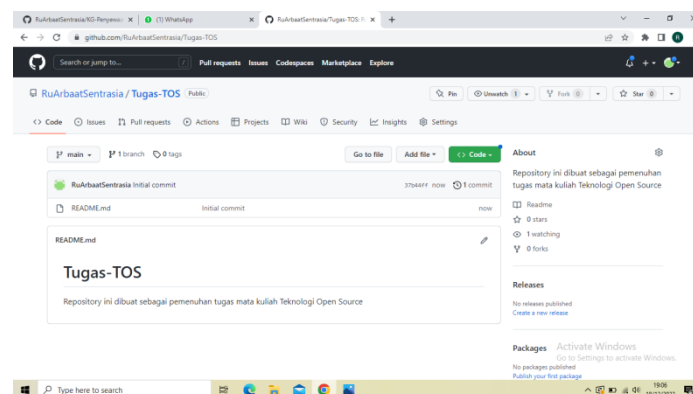 RuArbaatSentrasia/XG-Penyewaa
(1) WhatsApp
RuArbaatSentrasia/Tugas-TOS: Re
github.com/RuArbaatSentrasia/Tugas-TOS
Search or jump to...
Pull requests Issues Codespaces Marketplace Explore
RuArbaatSentrasia / Tugas-TOS Public
Pin Unwatch 1 Fork 0 Star 0
Code Issues Pull requests Actions Projects Wiki Security Insights Settings
main 1 branch 0 tags Go to file Add file Code
RuArbaatSentrasia Initial commit now 1 commit
README.md Initial commit now
README.md
Tugas-TOS
Repository ini dibuat sebagai pemenuhan tugas mata kuliah Teknologi Open Source
About
Repository ini dibuat sebagai pemenuhan
tugas mata kuliah Teknologi Open Source
Readme
0 stars
1 watching
0 forks
Releases
No releases published
Create a new release
Packages
No packages published
Publish your first package
Activate Windows
Go to Settings to activate Windows.
Type here to search
19:06